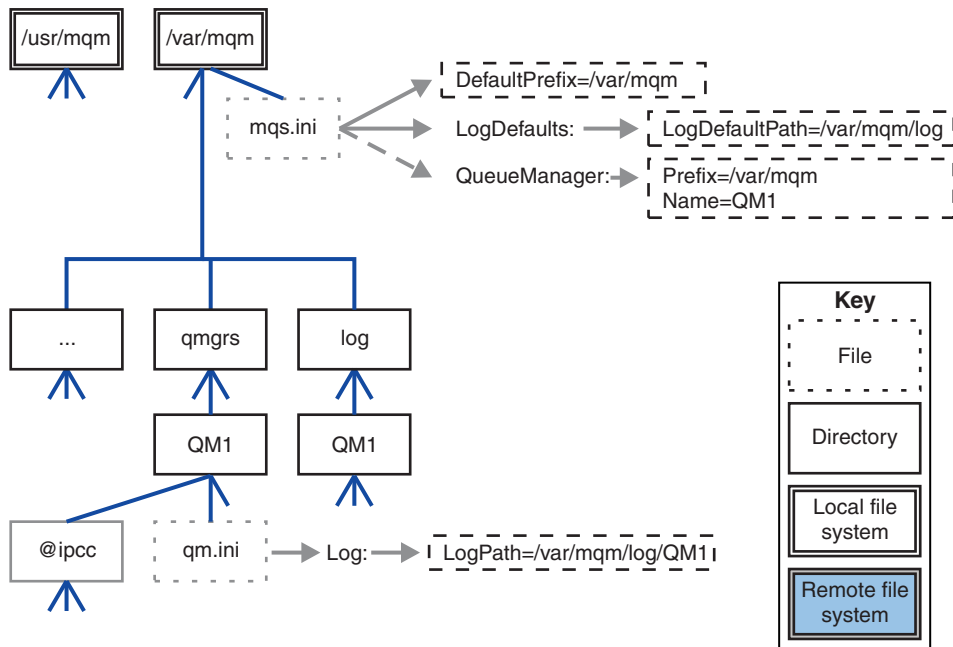 /usr/mqm
/var/mqm
mqs.ini
DefaultPrefix=/var/mqm
LogDefaults:
LogDefaultPath=/var/mqm/log
QueueManager:
Prefix=/var/mqm
Name=QM1
...
qmgrs
log
QM1
QM1
@ipcc
qm.ini
Log:
LogPath=/var/mqm/log/QM1
Key
File
Directory
Local file
system
Remote file
system